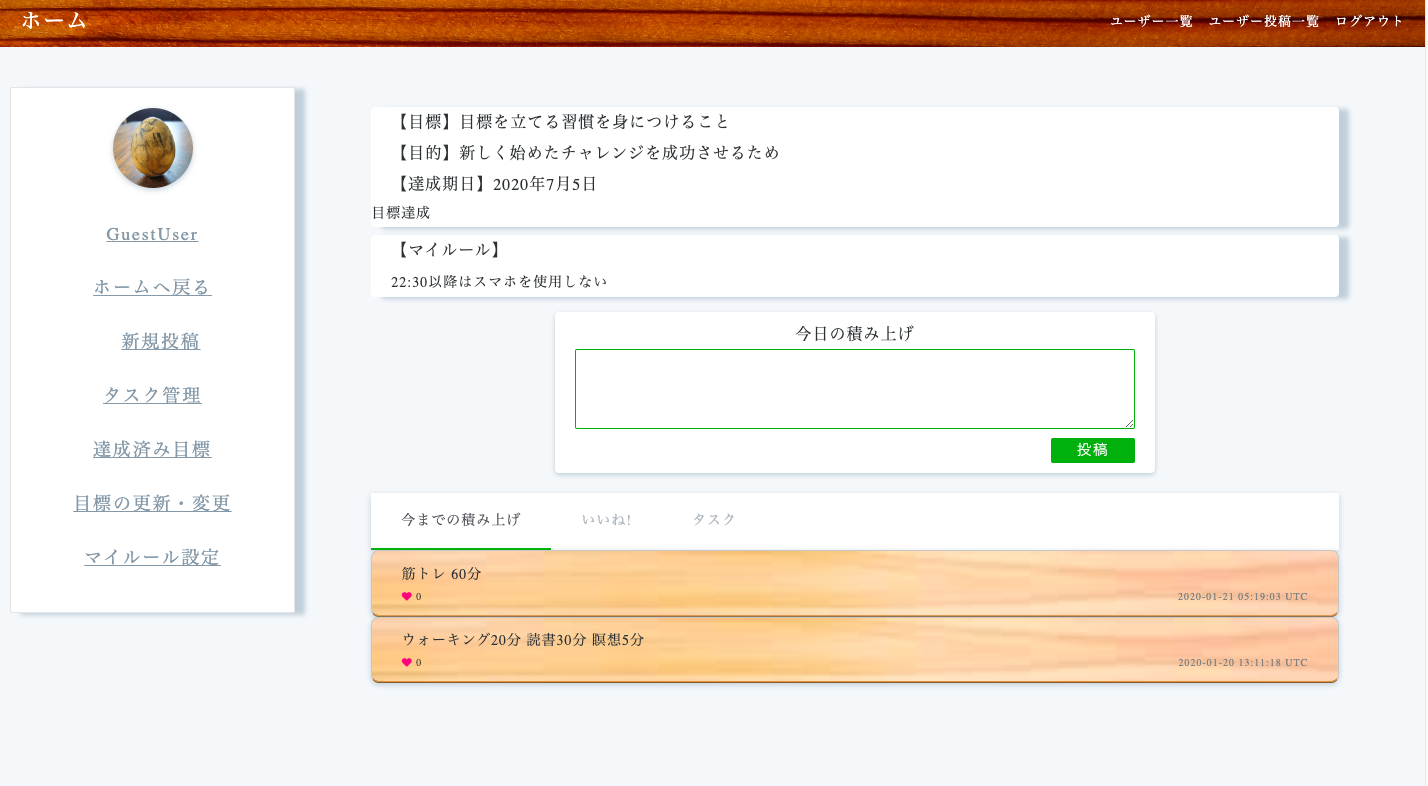 ホーム
ユーザー一覧 ユーザー投稿一覧 ログアウト
GuestUser
ホームへ戻る
新規投稿
タスク管理
達成済み目標
目標の更新・変更
マイルール設定
【目標】目標を立てる習慣を身につけること
【目的】新しく始めたチャレンジを成功させるため
【達成期日】2020年7月5日
目標達成
【マイルール】
22:30以降はスマホを使用しない
今日の積み上げ
投稿
今までの積み上げ いいね! タスク
筋トレ 60分
0 2020-01-21 05:19:03 UTC
ウォーキング20分 読書30分 瞑想5分
0 2020-01-20 13:11:18 UTC